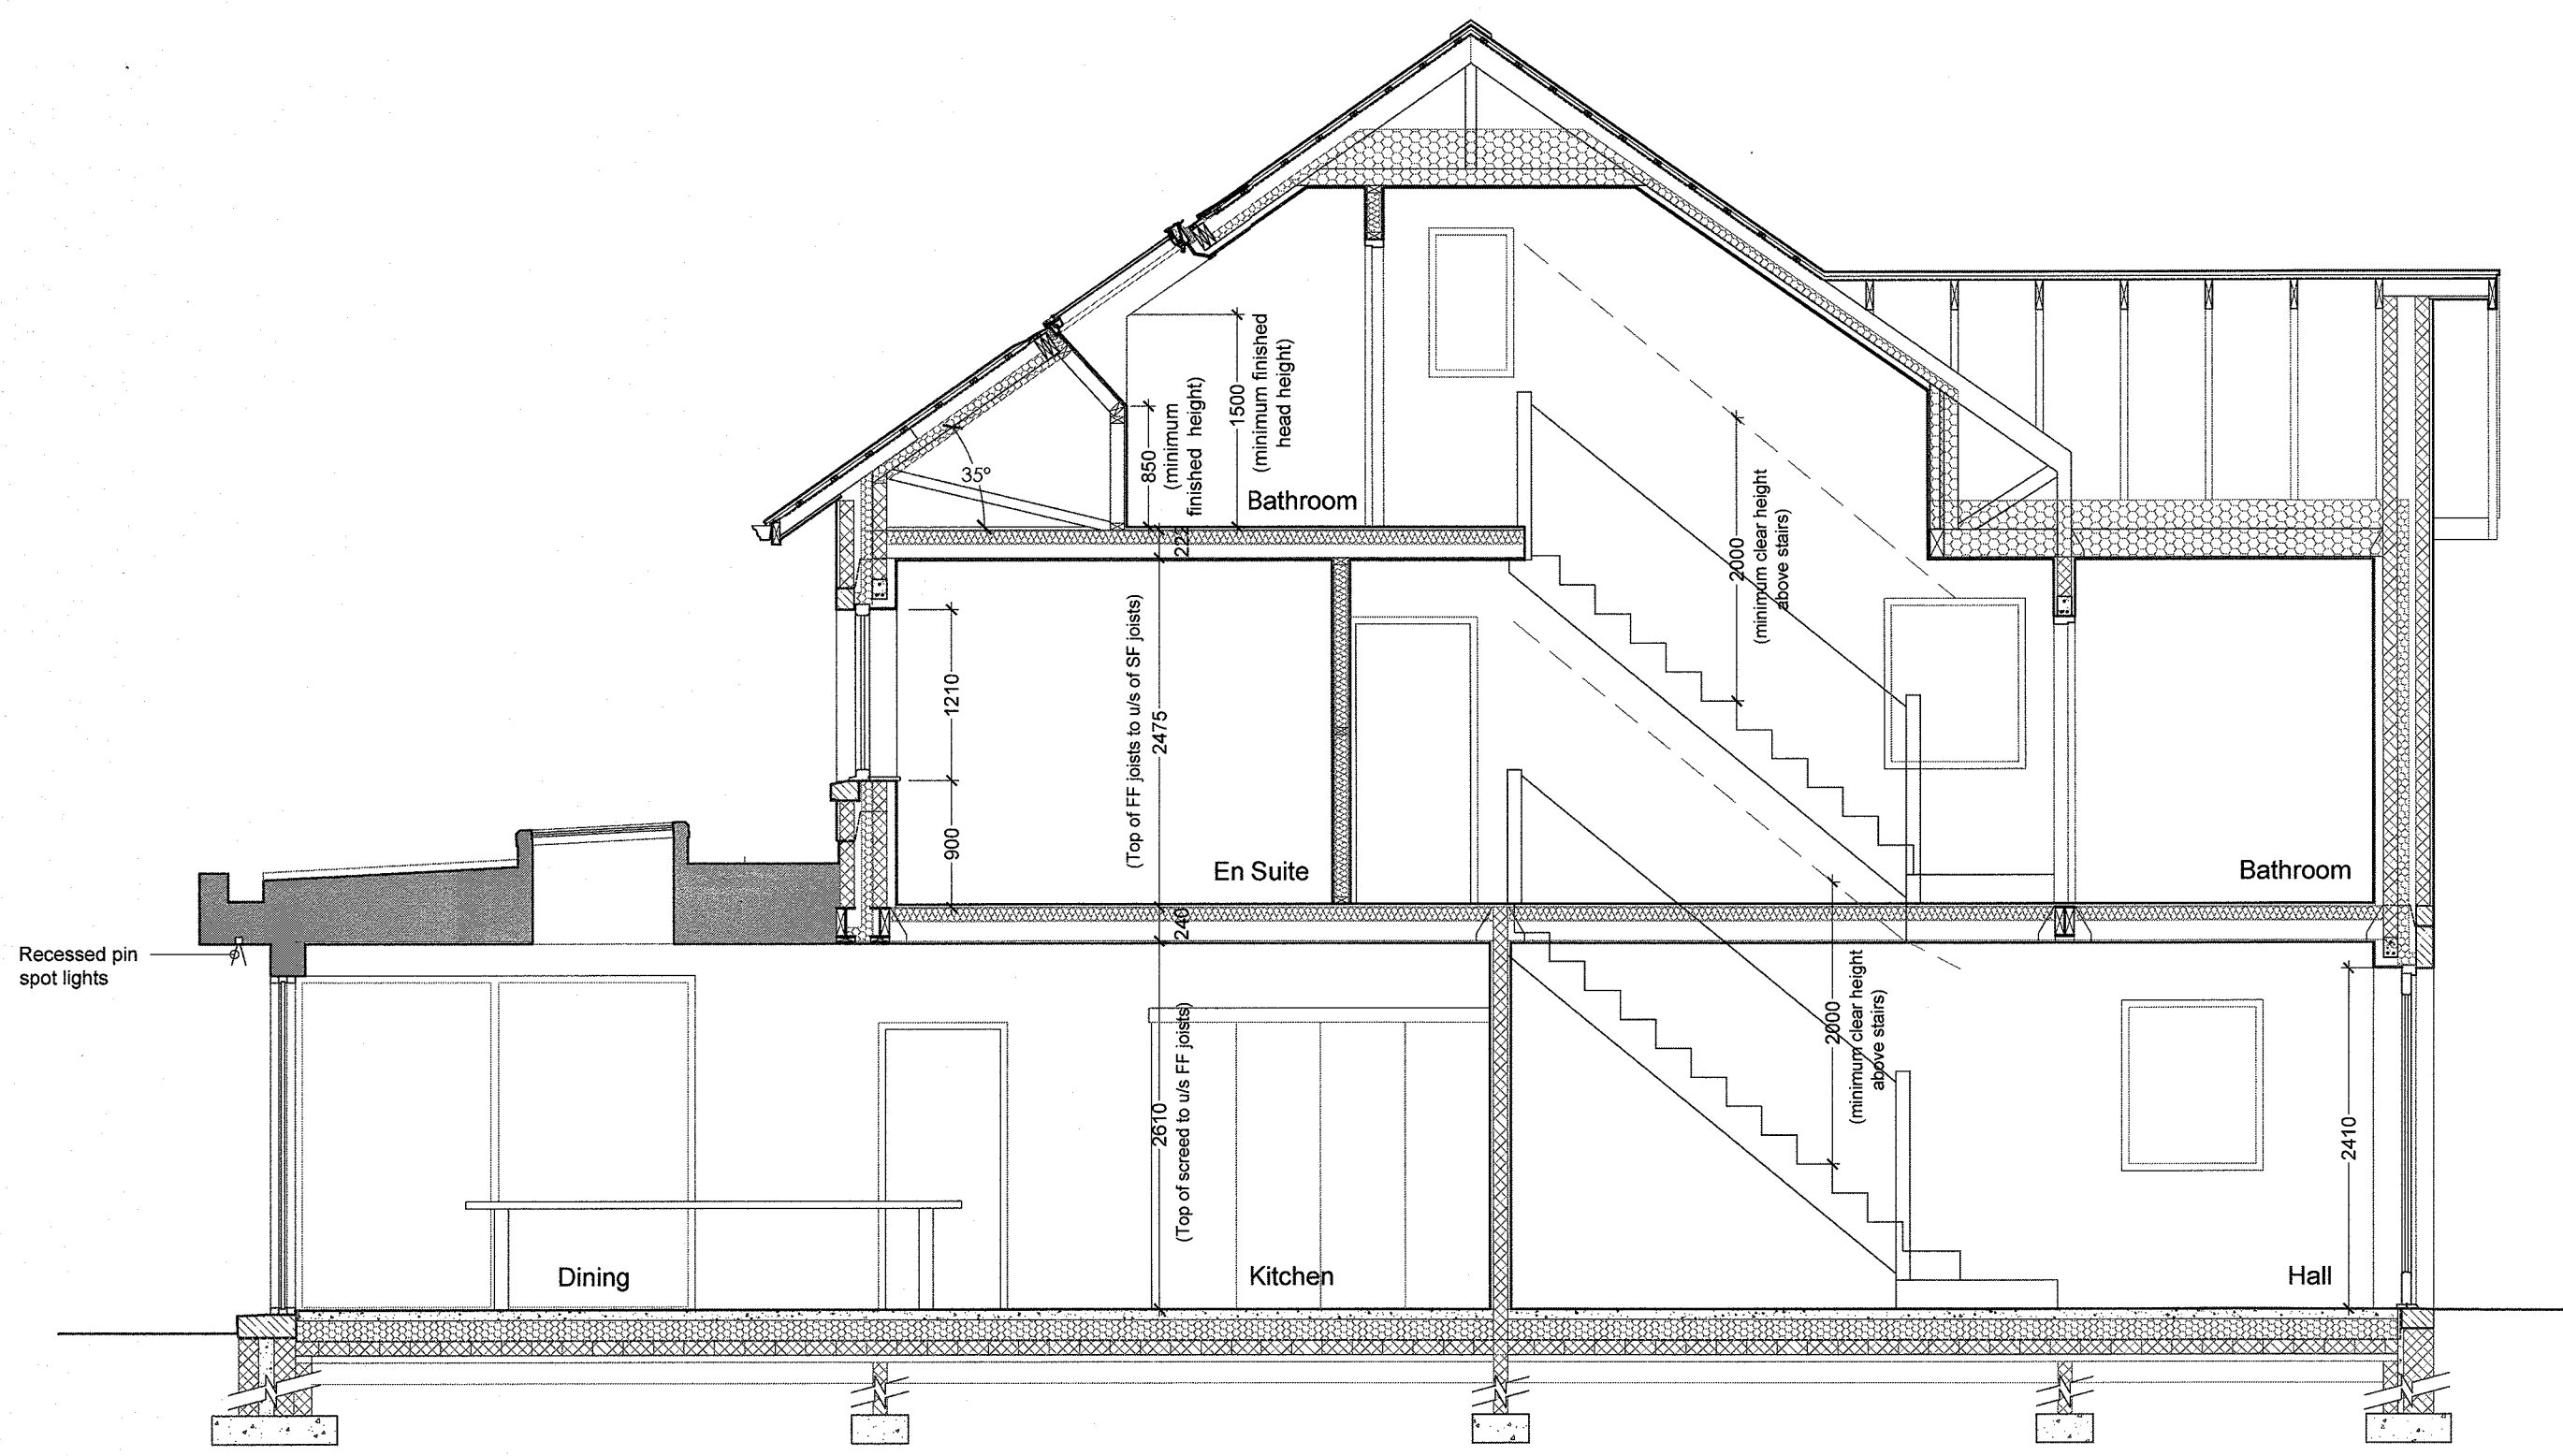 1500
(minimum finished
head height)
850
(minimum
finished height)
35°
Bathroom
2000
(minimum clear height
above stairs)
222
1210
900
(Top of FF joists to u/s of SF joists)
2475
En Suite
Bathroom
240
Recessed pin
spot lights
2610
(Top of screed to u/s FF joists)
2000
(minimum clear height
above stairs)
2410
Dining
Kitchen
Hall